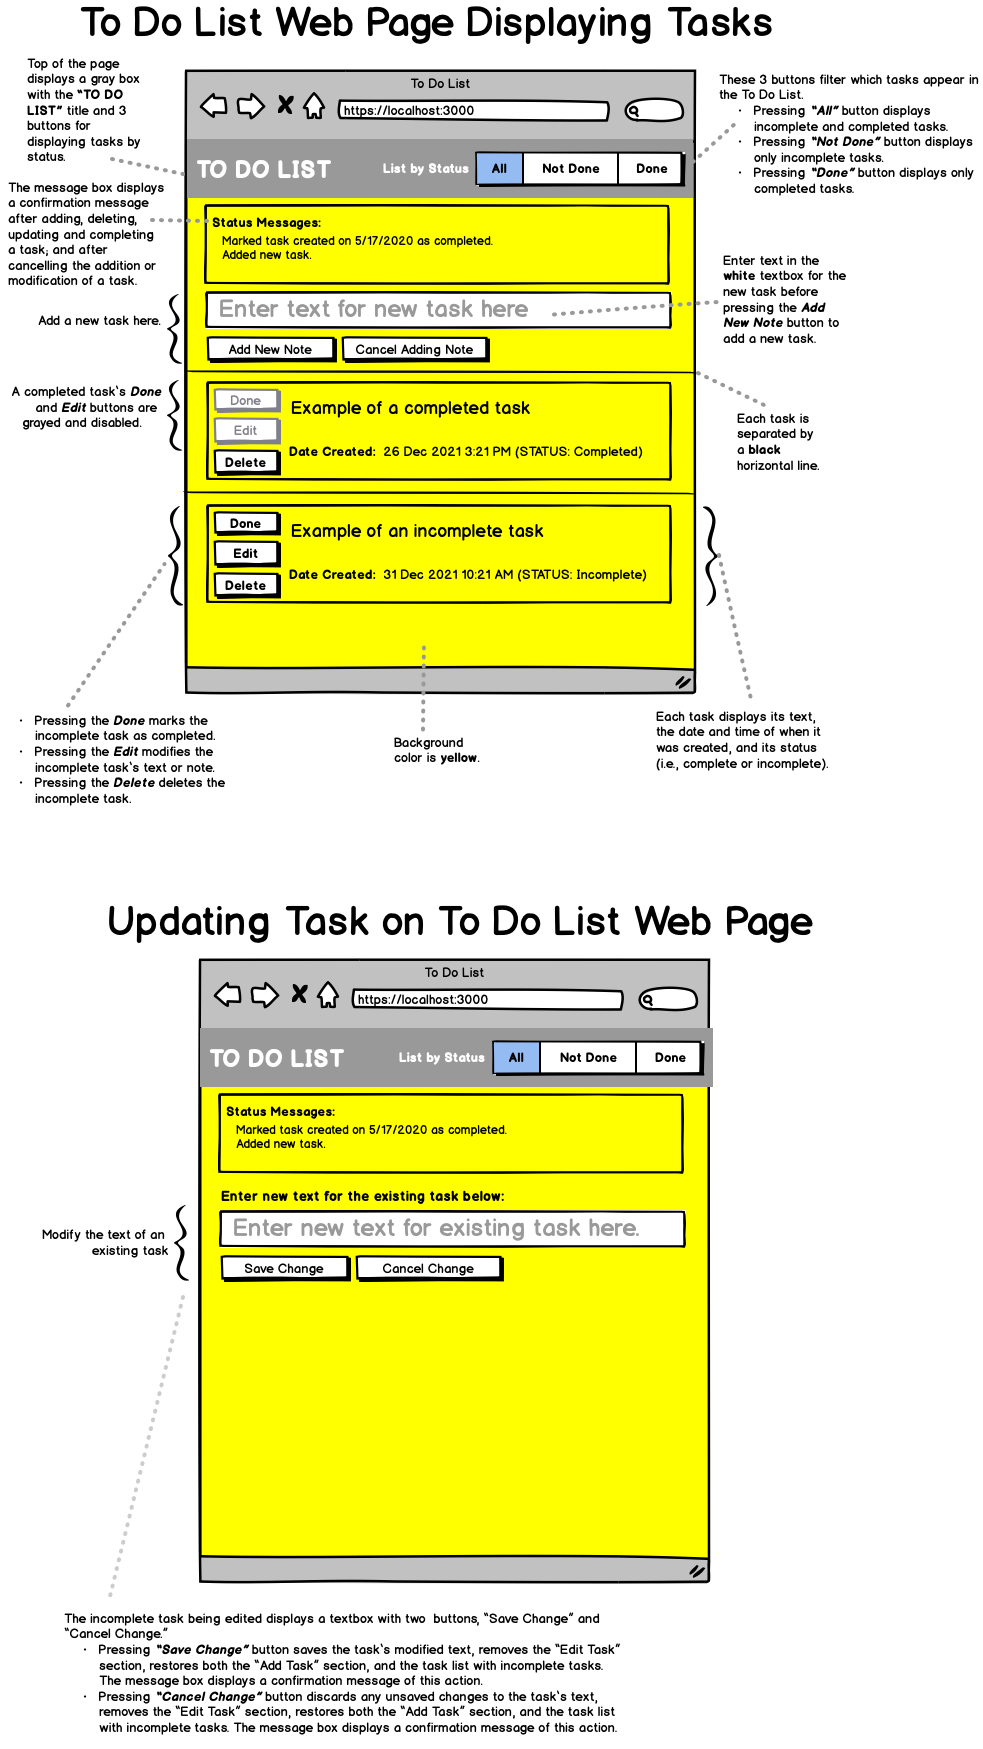 To Do List Web Page Displaying Tasks
Top of the page
displays a gray box
with the "TO DO
LIST" title and 3
buttons for
displaying tasks by
status.
The message box displays
a confirmation message
after adding, deleting,
updating and completing
a task; and after
cancelling the addition or
modification of a task.
Add a new task here.
A completed task's Done
and Edit buttons are
grayed and disabled.
To Do List
https://localhost:3000
TO DO LIST
List by Status
All
Not Done
Done
Status Messages:
Marked task created on 5/17/2020 as completed.
Added new task.
Enter text for new task here
Add New Note
Cancel Adding Note
Done
Edit
Delete
Example of a completed task
Date Created: 26 Dec 2021 3:21 PM (STATUS: Completed)
Done
Edit
Delete
Example of an incomplete task
Date Created: 31 Dec 2021 10:21 AM (STATUS: Incomplete)
These 3 buttons filter which tasks appear in
the To Do List.
· Pressing "All" button displays
incomplete and completed tasks.
· Pressing "Not Done" button displays
only incomplete tasks.
· Pressing "Done" button displays only
completed tasks.
Enter text in the
white textbox for the
new task before
pressing the Add
New Note button to
add a new task.
Each task is
separated by
a black
horizontal line.
· Pressing the Done marks the
incomplete task as completed.
· Pressing the Edit modifies the
incomplete task's text or note.
· Pressing the Delete deletes the
incomplete task.
Background
color is yellow.
Each task displays its text,
the date and time of when it
was created, and its status
(i.e., complete or incomplete).
Updating Task on To Do List Web Page
To Do List
https://localhost:3000
TO DO LIST
List by Status
All
Not Done
Done
Status Messages:
Marked task created on 5/17/2020 as completed.
Added new task.
Enter new text for the existing task below:
Enter new text for existing task here.
Save Change
Cancel Change
Modify the text of an
existing task
The incomplete task being edited displays a textbox with two buttons, "Save Change" and
"Cancel Change."
· Pressing "Save Change" button saves the task's modified text, removes the "Edit Task"
section, restores both the "Add Task" section, and the task list with incomplete tasks.
The message box displays a confirmation message of this action.
· Pressing "Cancel Change" button discards any unsaved changes to the task's text,
removes the "Edit Task" section, restores both the "Add Task" section, and the task list
with incomplete tasks. The message box displays a confirmation message of this action.